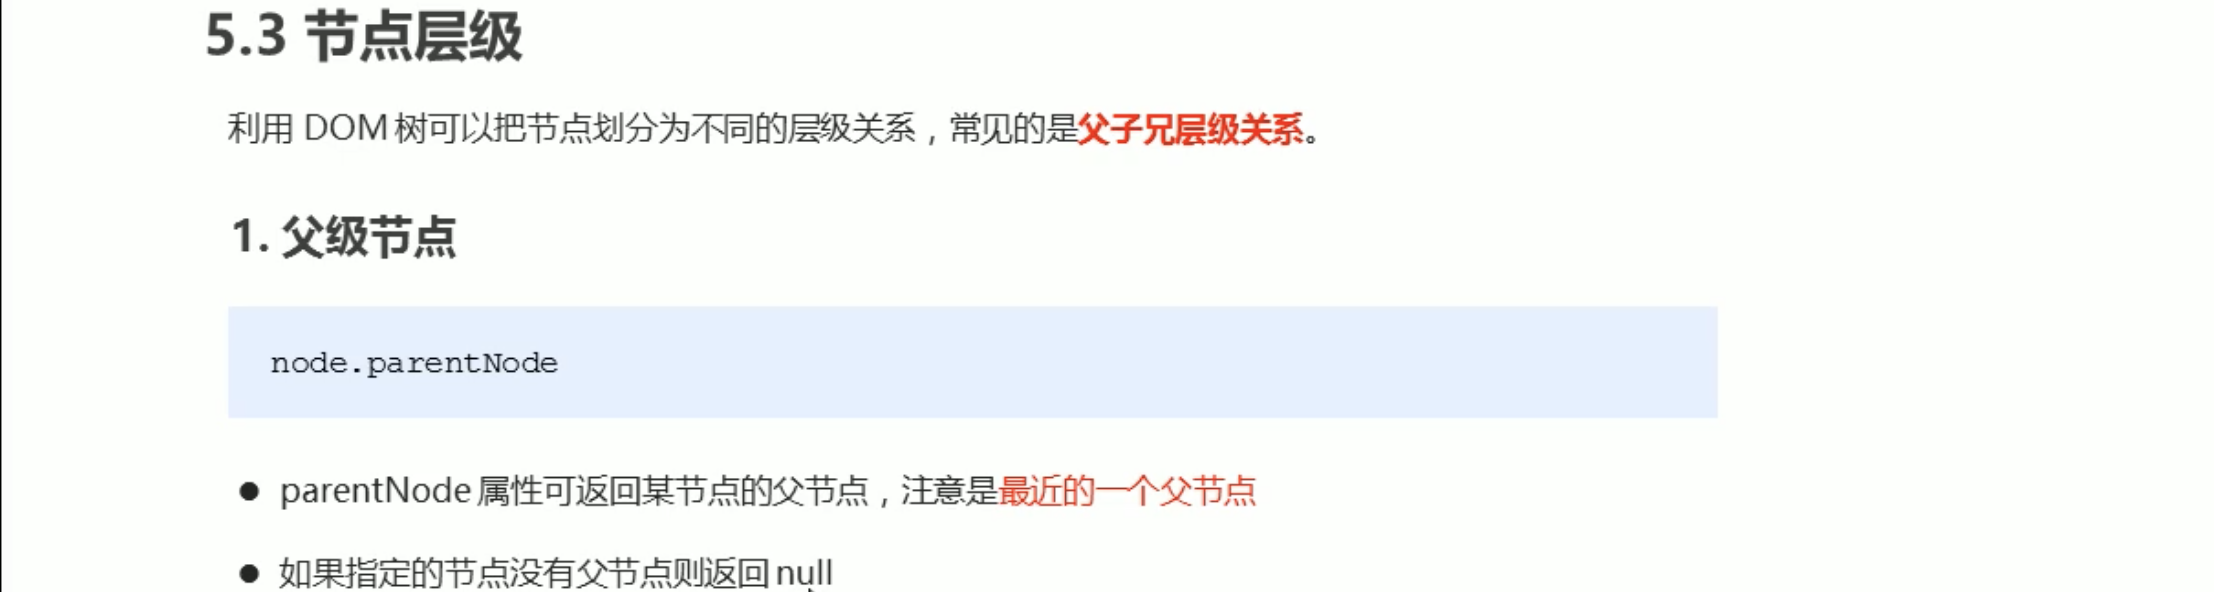 5.3 节点层级
利用 DOM 树可以把节点划分为不同的层级关系，常见的是父子兄层级关系。
1. 父级节点
node.parentNode
● parentNode 属性可返回某节点的父节点，注意是最近的一个父节点
● 如果指定的节点没有父节点则返回 null